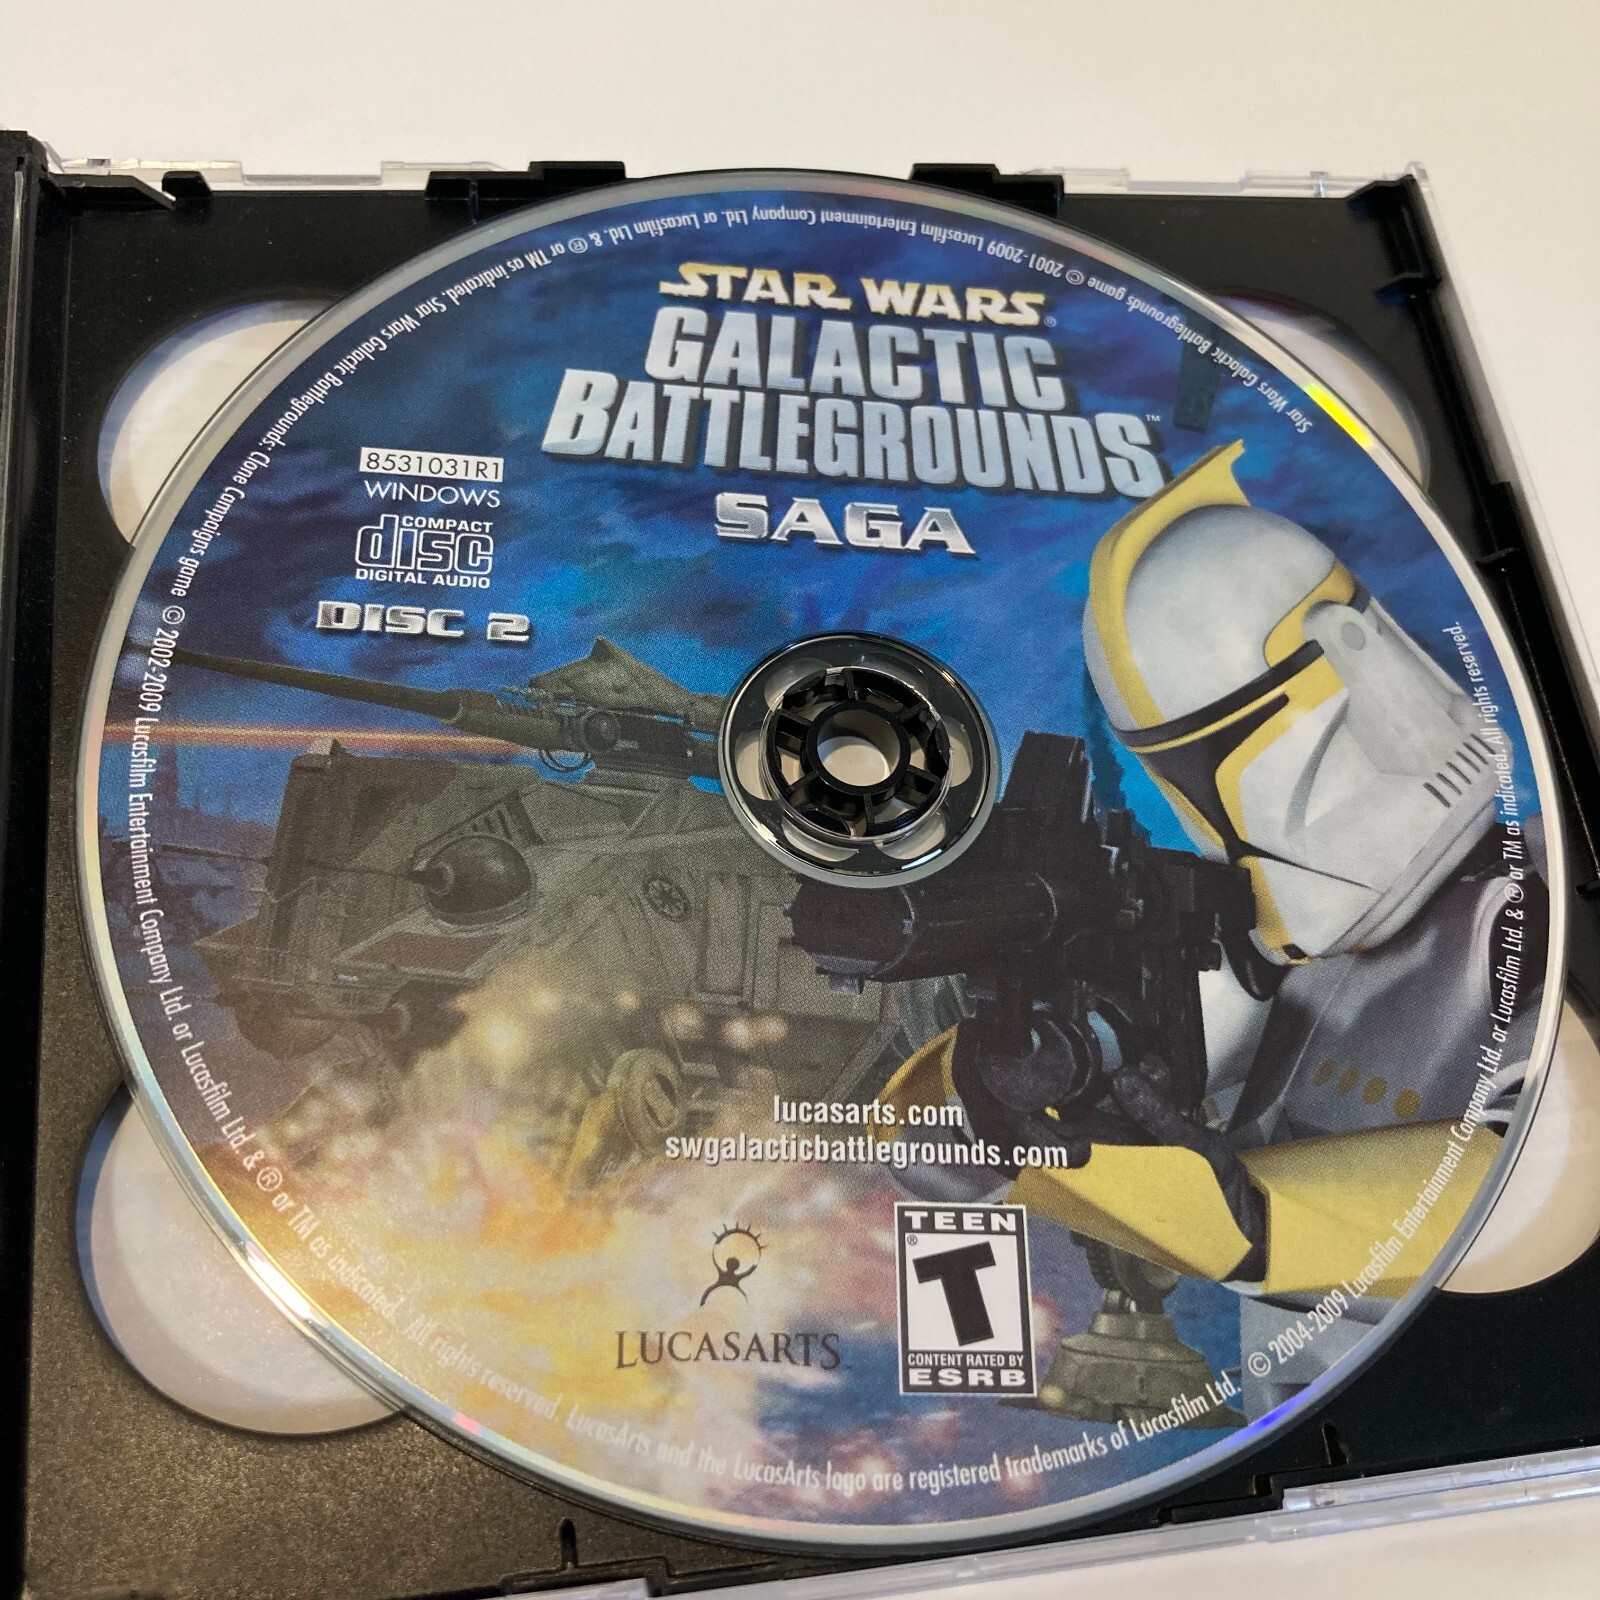 STAR WARS®
GALACTIC
BATTLEGROUNDS™
SAGA
8531031R1
WINDOWS
COMPACT
disc
DIGITAL AUDIO
DISC 2
lucasarts.com
swgalacticbattlegrounds.com
LUCASARTS
TEEN
T®
CONTENT RATED BY
ESRB
© 2004-2009 Lucasfilm Entertainment Company Ltd. or Lucasfilm Ltd. & ® or TM as indicated. All rights reserved.
Star Wars Galactic Battlegrounds game © 2001-2009 Lucasfilm Entertainment Company Ltd. or Lucasfilm Ltd. & ® or TM as indicated. Star Wars Galactic Battlegrounds: Clone Campaigns game © 2002-2009 Lucasfilm Entertainment Company Ltd. or Lucasfilm Ltd. & ® or TM as indicated. All rights reserved. LucasArts and the LucasArts logo are registered trademarks of Lucasfilm Ltd.